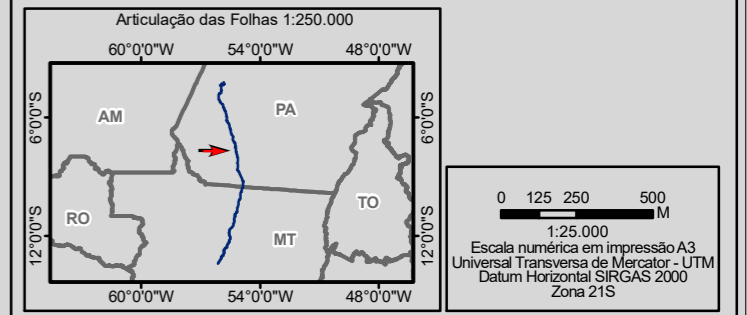 Articulação das Folhas 1:250.000
60°0'0"W 54°0'0"W 48°0'0"W
6°0'0"S AM PA 6°0'0"S
RO TO
12°0'0"S MT 12°0'0"S
60°0'0"W 54°0'0"W 48°0'0"W
0 125 250 500
M
1:25.000
Escala numérica em impressão A3
Universal Transversa de Mercator - UTM
Datum Horizontal SIRGAS 2000
Zona 21S